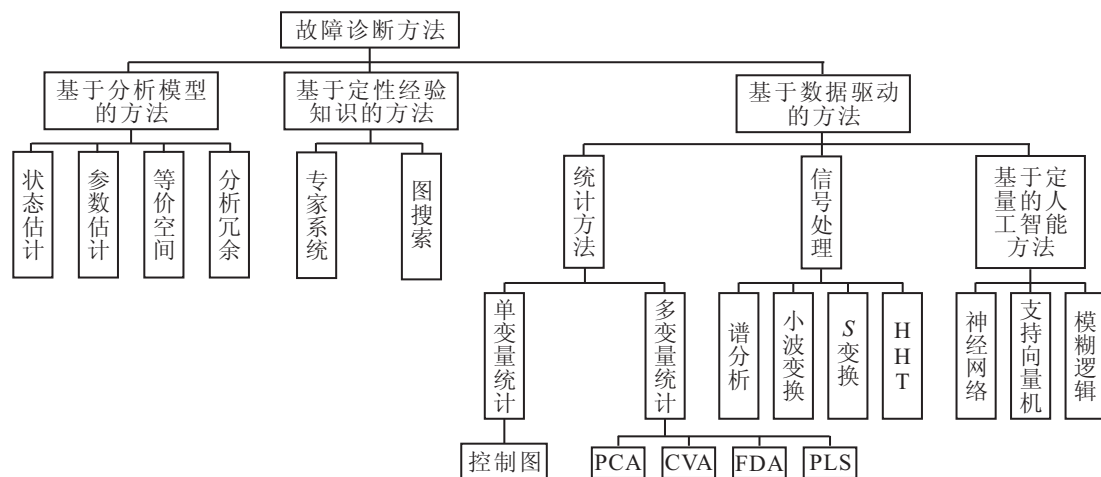 故障诊断方法
基于分析模型
的方法
基于定性经验
知识的方法
基于数据驱动
的方法
状态估计
参数估计
等价空间
分析冗余
专家系统
图搜索
统计方法
信号处理
基于定
量的人
工智能
方法
单变量统计
多变量统计
谱分析
小波变换
S变换
HHT
神经网络
支持向量机
模糊逻辑
控制图
PCA
CVA
FDA
PLS